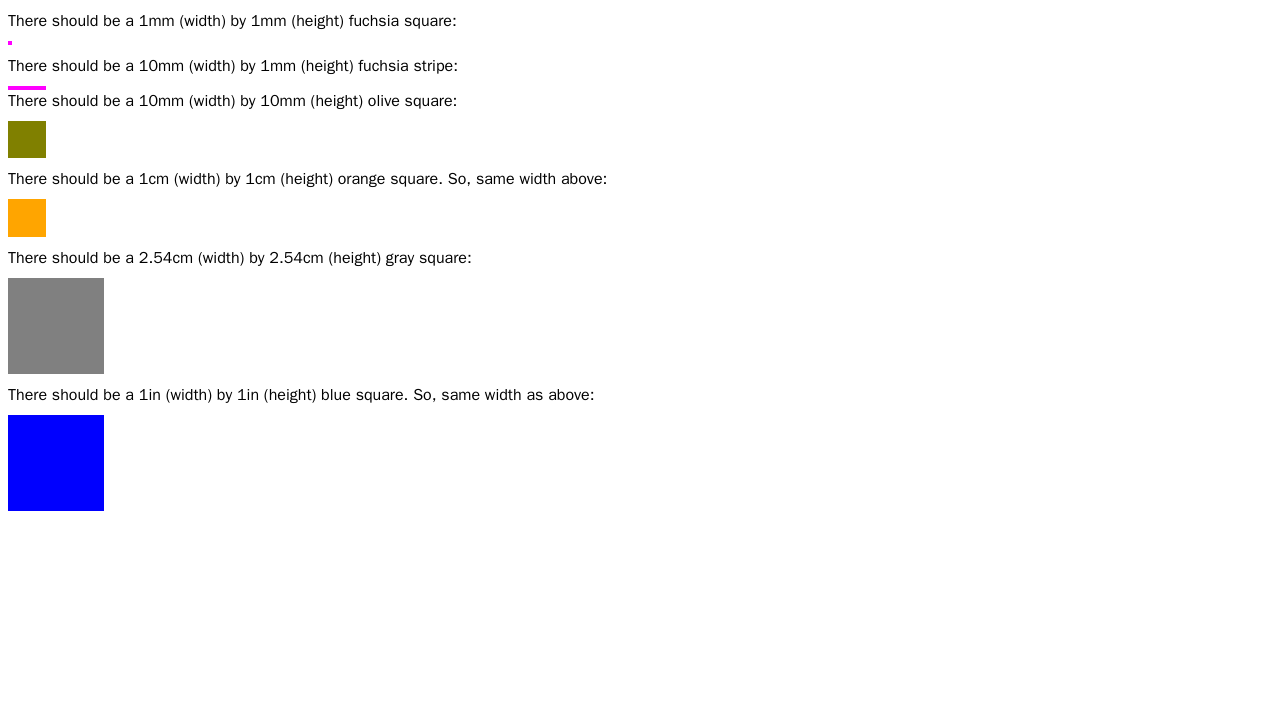 There should be a 1mm (width) by 1mm (height) fuchsia square:
There should be a 10mm (width) by 1mm (height) fuchsia stripe:
There should be a 10mm (width) by 10mm (height) olive square:
There should be a 1cm (width) by 1cm (height) orange square. So, same width above:
There should be a 2.54cm (width) by 2.54cm (height) gray square:
There should be a 1in (width) by 1in (height) blue square. So, same width as above: